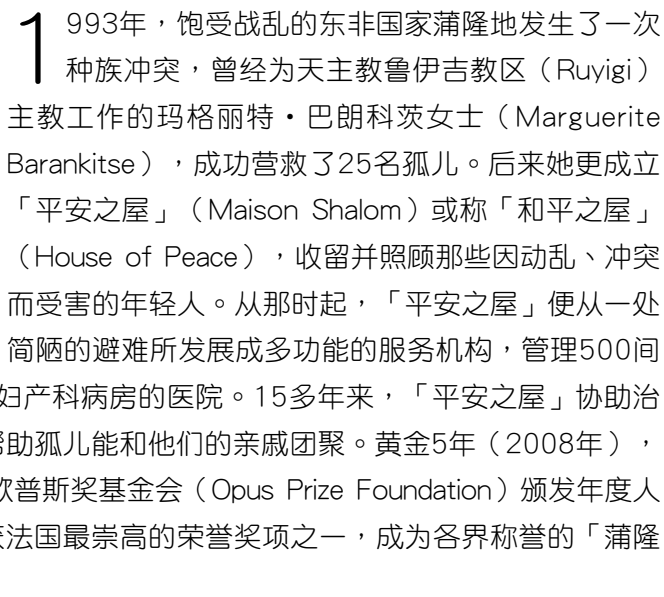 1993年，饱受战乱的东非国家蒲隆地发生了一次
种族冲突，曾经为天主教鲁伊吉教区（Ruyigi）
主教工作的玛格丽特・巴朗科茨女士（Marguerite
Barankitse），成功营救了25名孤儿。后来她更成立
「平安之屋」（Maison Shalom）或称「和平之屋」
（House of Peace），收留并照顾那些因动乱、冲突
而受害的年轻人。从那时起，「平安之屋」便从一处
简陋的避难所发展成多功能的服务机构，管理500间
妇产科病房的医院。15多年来，「平安之屋」协助治
助孤儿能和他们的亲戚团聚。黄金5年（2008年），
普斯奖基金会（Opus Prize Foundation）颁发年度人
法国最崇高的荣誉奖项之一，成为各界称誉的「蒲隆